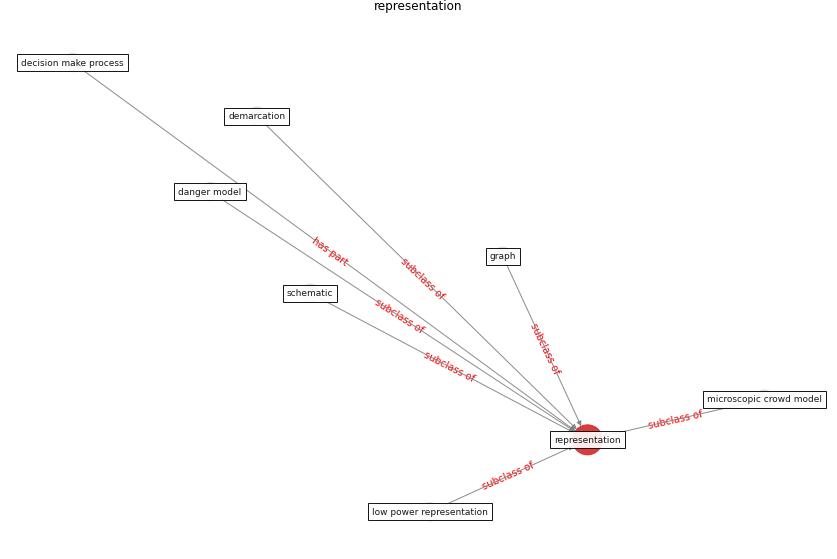 representation
decision make process
demarcation
danger model
has part
subclass of
graph
schematic
subclass of
subclass of
subclass of
microscopic crowd model
subclass of
representation
subclass of
low power representation